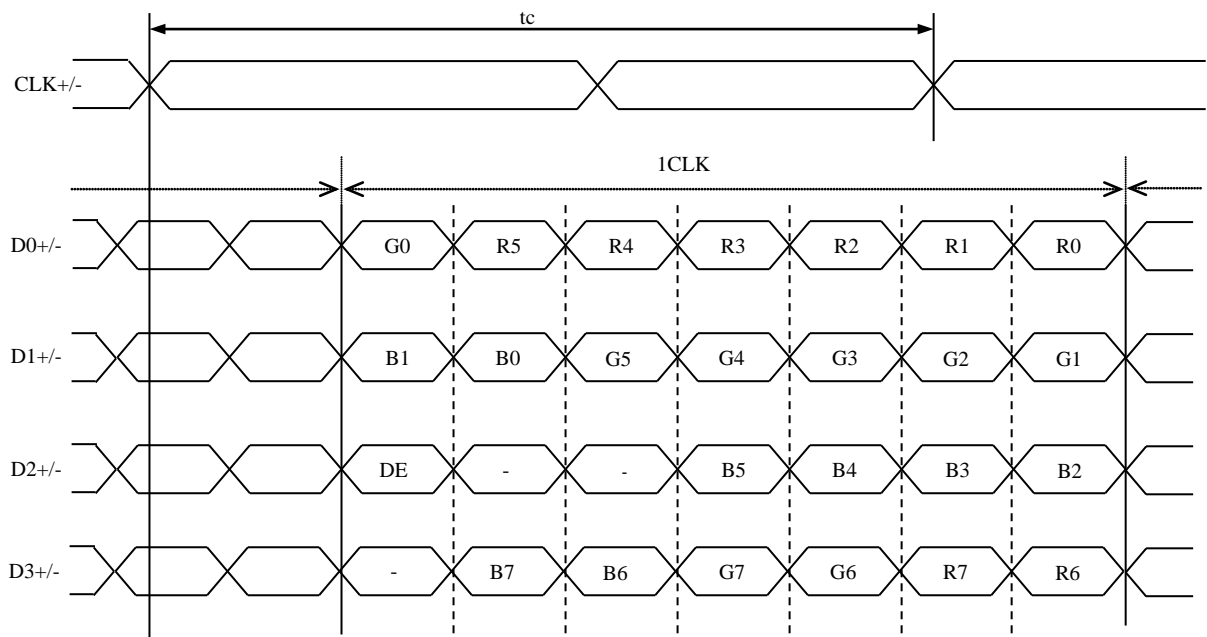 tc
CLK+/-
1CLK
D0+/- G0 R5 R4 R3 R2 R1 R0
D1+/- B1 B0 G5 G4 G3 G2 G1
D2+/- DE - - B5 B4 B3 B2
D3+/- - B7 B6 G7 G6 R7 R6